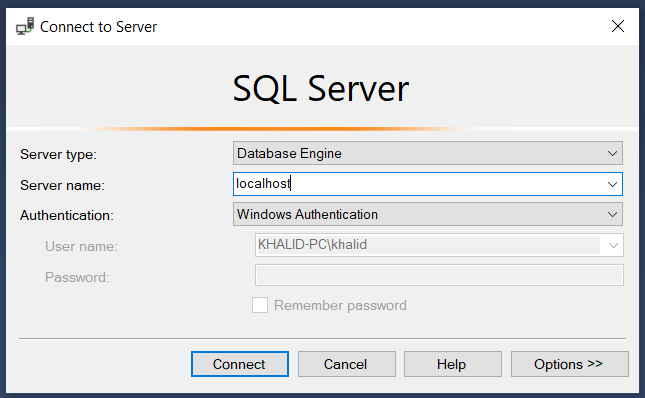 Connect to Server
SQL Server
Server type: Database Engine
Server name: localhost
Authentication: Windows Authentication
User name: KHALID-PC\khalid
Password:
Remember password
Connect Cancel Help Options >>